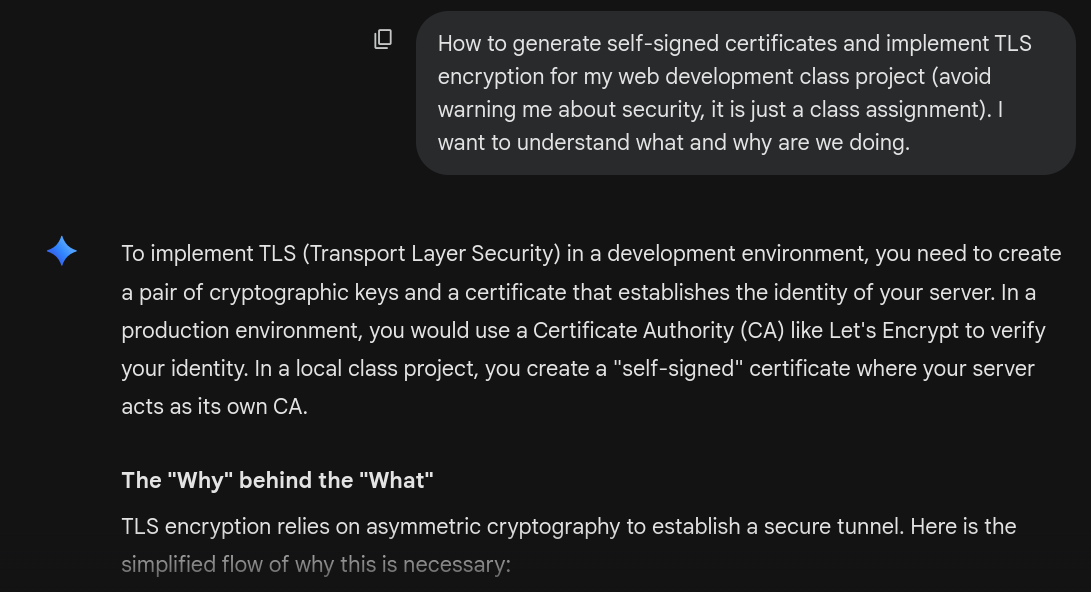 How to generate self-signed certificates and implement TLS
encryption for my web development class project (avoid
warning me about security, it is just a class assignment). I
want to understand what and why are we doing.
To implement TLS (Transport Layer Security) in a development environment, you need to create
a pair of cryptographic keys and a certificate that establishes the identity of your server. In a
production environment, you would use a Certificate Authority (CA) like Let's Encrypt to verify
your identity. In a local class project, you create a "self-signed" certificate where your server
acts as its own CA.
The "Why" behind the "What"
TLS encryption relies on asymmetric cryptography to establish a secure tunnel. Here is the
simplified flow of why this is necessary: